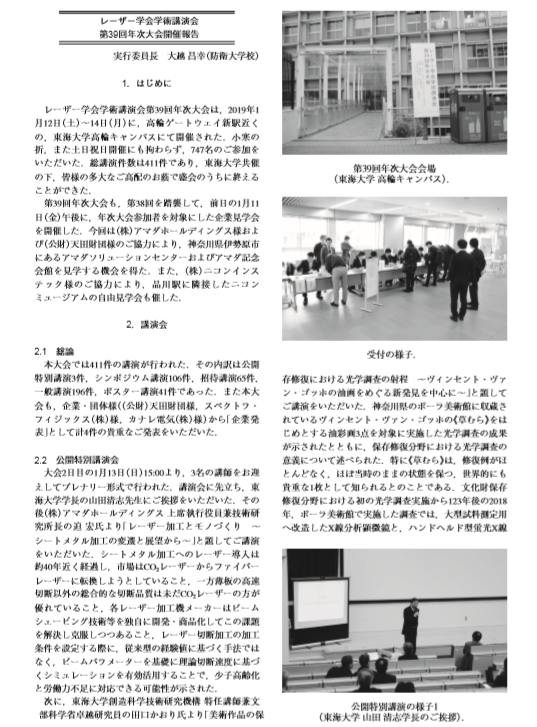 レーザー学会学術講演会
第39回年次大会開催報告
実行委員長　大越 昌幸(防衛大学校)
1. はじめに
レーザー学会学術講演会第39回年次大会は，2019年1
月12日(土)～14日(月)に，高輪ゲートウェイ新駅近く
の，東海大学高輪キャンパスにて開催された．小寒の
折，また土日祝日開催にも拘わらず，747名のご参加を
いただいた．総講演件数は411件であり，東海大学共催
の下，皆様の多大なご高配のお蔭で盛会のうちに終える
ことができた．
第39回年次大会も，第38回を踏襲して，前日の1月11
日(金)午後に，年次大会参加者を対象にした企業見学会
を開催した．今回は(株)アマダホールディングス様およ
び(公財)天田財団様のご協力により，神奈川県伊勢原市
にあるアマダソリューションセンターおよびアマダ記念
会館を見学する機会を得た．また，(株)ニコンインス
テック様のご協力により，品川駅に隣接したニコン
ミュージアムの自由見学会も催した．
2. 講演会
2.1 総論
本大会では411件の講演が行われた．その内訳は公開
特別講演3件，シンポジウム講演106件，招待講演65件，
一般講演196件，ポスター講演41件であった．また本大
会も，企業・団体様((公財)天田財団様，スペクトラ・
フィジックス(株)様，カナレ電気(株)様)から「企業発
表」として計4件の貴重なご発表をいただいた．
2.2 公開特別講演
大会2日目の1月13日(日)15:00より，3名の講師をお迎
えしてプレナリー形式で行われた．講演会に先立ち，東
海大学学長の山田清志先生にご挨拶をいただいた．その
後(株)アマダホールディングス 上席執行役員兼技術研
究所長の迫 宏氏より「レーザー加工とモノづくり　～
シートメタル加工の変遷と展望から～」と題してご講演
をいただいた．シートメタル加工へのレーザー導入は
約40年近く経過し，市場はCO₂レーザーからファイバー
レーザーに転換しようとしていること，一方薄板の高速
切断以外の総合的な切断品質は未だCO₂レーザーの方が
優れていること，各レーザー加工機メーカーはビーム
シェーピング技術等を独自に開発・商品化してこの課題
を解決し克服しつつあること，レーザー切断加工の加工
条件を設定する際に，従来型の経験値に基づく手法では
なく，ビームパラメーターを基礎に理論切断速度に基づ
くシミュレーションを有効活用することで，少子高齢化
と労働力不足に対応できる可能性が示された．
次に，東海大学創造科学技術研究機構 特任講師兼文
部科学省卓越研究員の田口かおり氏より「美術作品の保
第39回年次大会会場
(東海大学 高輪キャンパス)．
受付の様子．
存修復における光学調査の射程　～ヴィンセント・ヴァ
ン・ゴッホの油画をめぐる新発見を中心に～」と題して
ご講演をいただいた．神奈川県のポーラ美術館に収蔵さ
れているヴィンセント・ヴァン・ゴッホの《草むら》をは
じめとする油彩画3点を対象に実施した光学調査の成果
が示されたとともに，保存修復分野における光学調査の
意義について述べられた．特に《草むら》は，修復例がほ
とんどなく，ほぼ当時のままの状態を保つ，世界的にも
貴重な1枚として知られるとのことである．文化財保存
修復分野における初の光学調査実施から123年後の2018
年，ポーラ美術館で実施した調査では，大型試料測定用
へ改造したX線分析顕微鏡と，ハンドヘルド型蛍光X線
公開特別講演の様子1
(東海大学 山田 清志学長のご挨拶)．